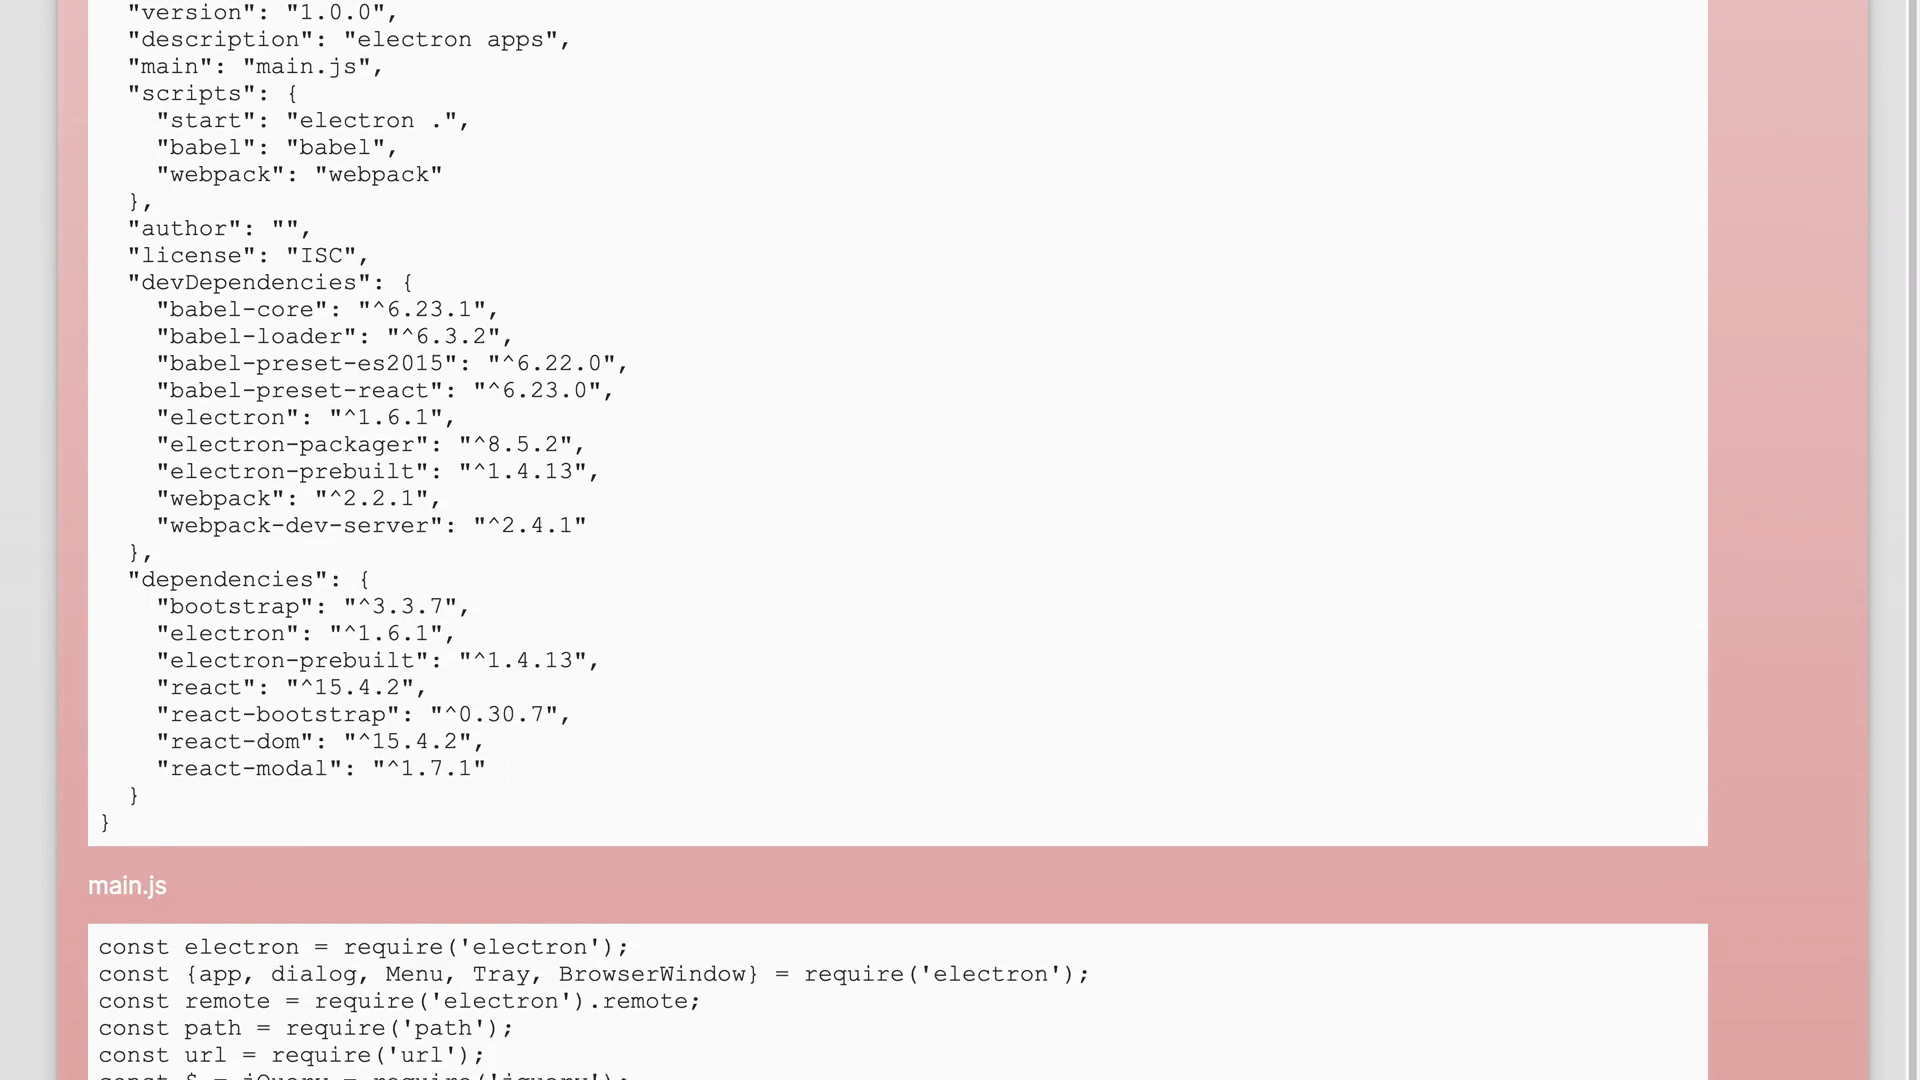 "version": "1.0.0",
"description": "electron apps",
"main": "main.js",
"scripts": {
"start": "electron .",
"babel": "babel",
"webpack": "webpack"
},
"author": "",
"license": "ISC",
"devDependencies": {
"babel-core": "^6.23.1",
"babel-loader": "^6.3.2",
"babel-preset-es2015": "^6.22.0",
"babel-preset-react": "^6.23.0",
"electron": "^1.6.1",
"electron-packager": "^8.5.2",
"electron-prebuilt": "^1.4.13",
"webpack": "^2.2.1",
"webpack-dev-server": "^2.4.1"
},
"dependencies": {
"bootstrap": "^3.3.7",
"electron": "^1.6.1",
"electron-prebuilt": "^1.4.13",
"react": "^15.4.2",
"react-bootstrap": "^0.30.7",
"react-dom": "^15.4.2",
"react-modal": "^1.7.1"
}
}
main.js
const electron = require('electron');
const {app, dialog, Menu, Tray, BrowserWindow} = require('electron');
const remote = require('electron').remote;
const path = require('path');
const url = require('url');
const $ = jQuery = require('jquery');